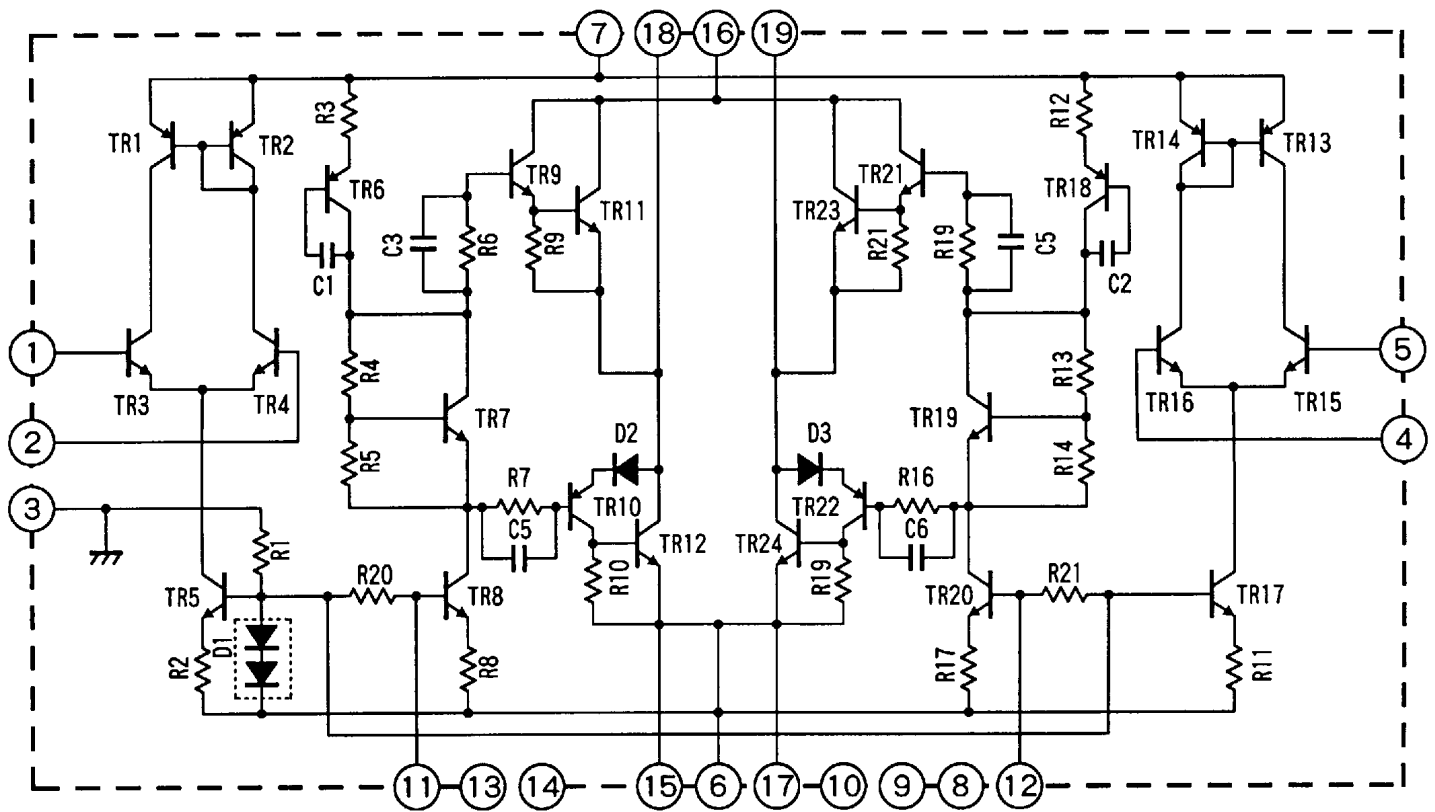 7 18 16 19
TR1 TR2 R3 R12 TR14 TR13
TR6 TR9 TR21 TR18
C3 R6 R9 TR11 TR23 R21 R19 C5
C1 C2
1 5
TR3 TR4 R4 R13 TR16 TR15
TR7 TR19
2 D2 D3 4
R5 R7 R16 R14
3 TR10 TR22
C5 C6
R1 TR12 TR24
R20 R10 R19 R21
TR5 TR8 TR20 TR17
R2 D1 R8 R17 R11
11 13 14 15 6 17 10 9 8 12